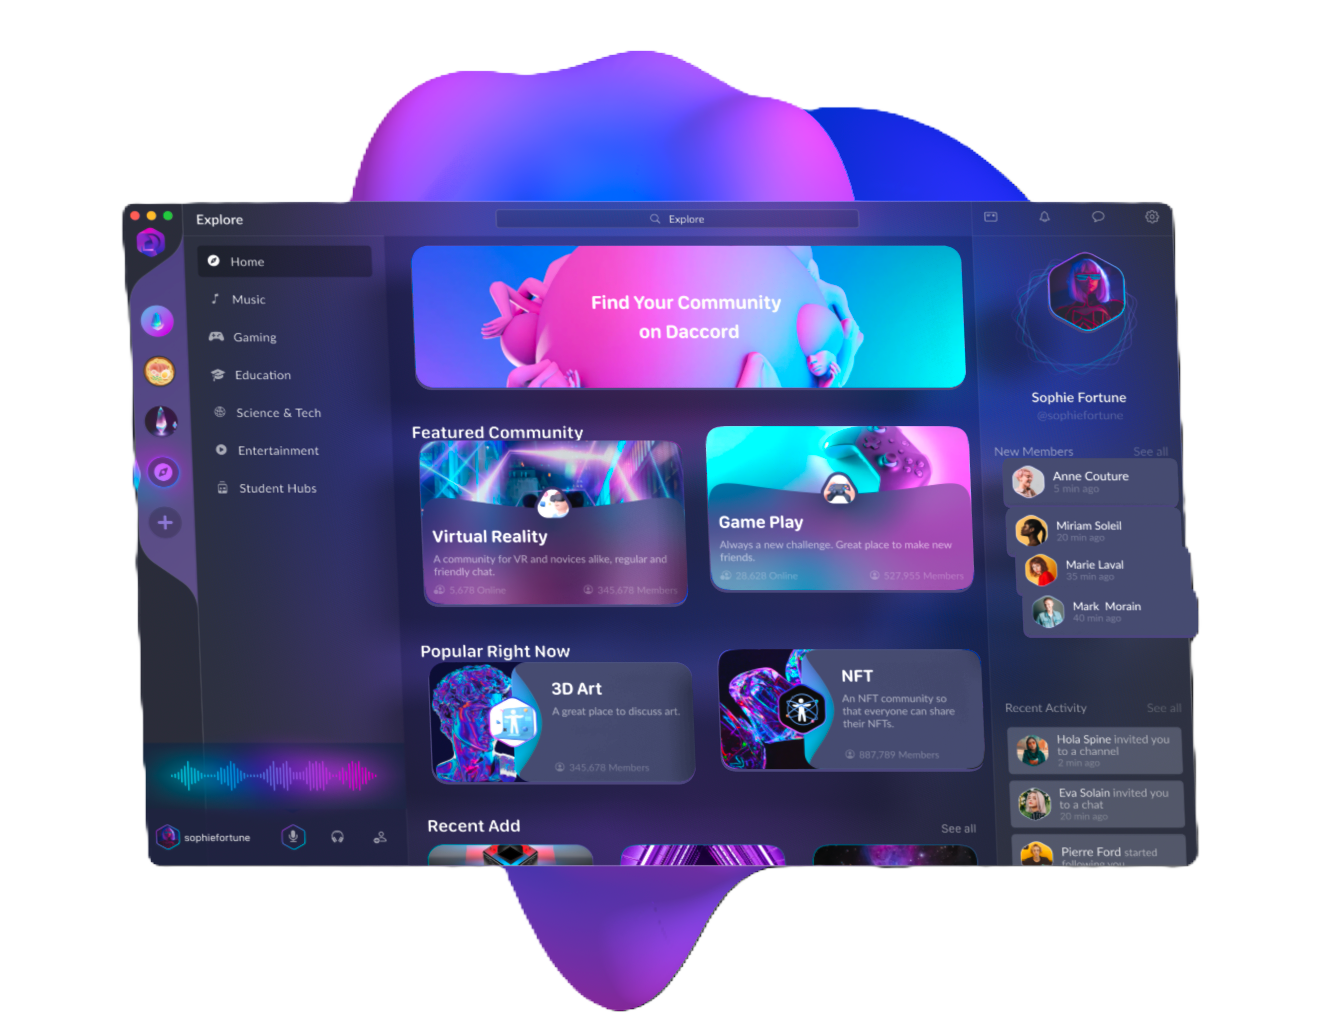 Explore
Explore
Home
Music
Gaming
Education
Science & Tech
Entertainment
Student Hubs
sophiefortune
Find Your Community
on Daccord
Featured Community
Virtual Reality
A community for VR and novices alike, regular and
friendly chat.
5,678 Online
345,678 Members
Game Play
Always a new challenge. Great place to make new
friends.
28,628 Online
527,955 Members
Popular Right Now
3D Art
A great place to discuss art.
345,678 Members
NFT
An NFT community so
that everyone can share
their NFTs.
887,789 Members
Recent Add
See all
Sophie Fortune
@sophiefortune
New Members
See all
Anne Couture
5 min ago
Miriam Soleil
20 min ago
Marie Laval
35 min ago
Mark Morain
40 min ago
Recent Activity
See all
Hola Spine invited you
to a channel
2 min ago
Eva Solain invited you
to a chat
20 min ago
Pierre Ford started
following you